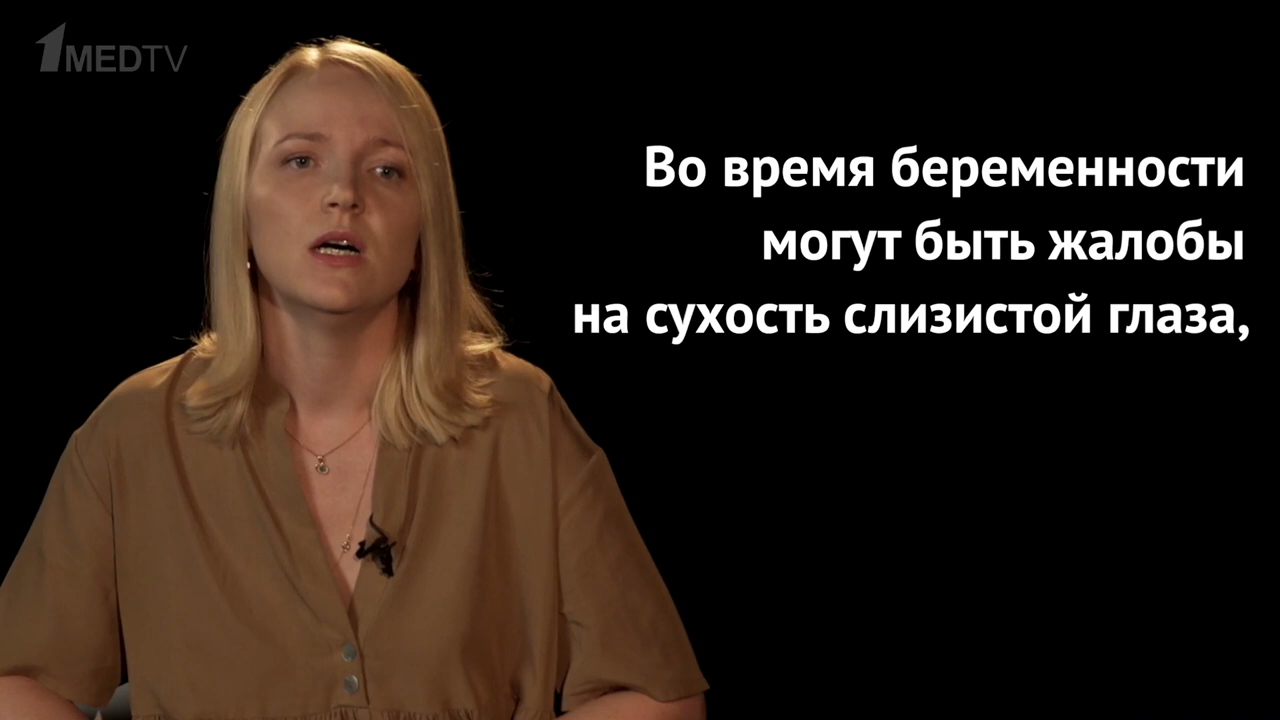 1MEDTV
Во время беременности
могут быть жалобы
на сухость слизистой глаза,